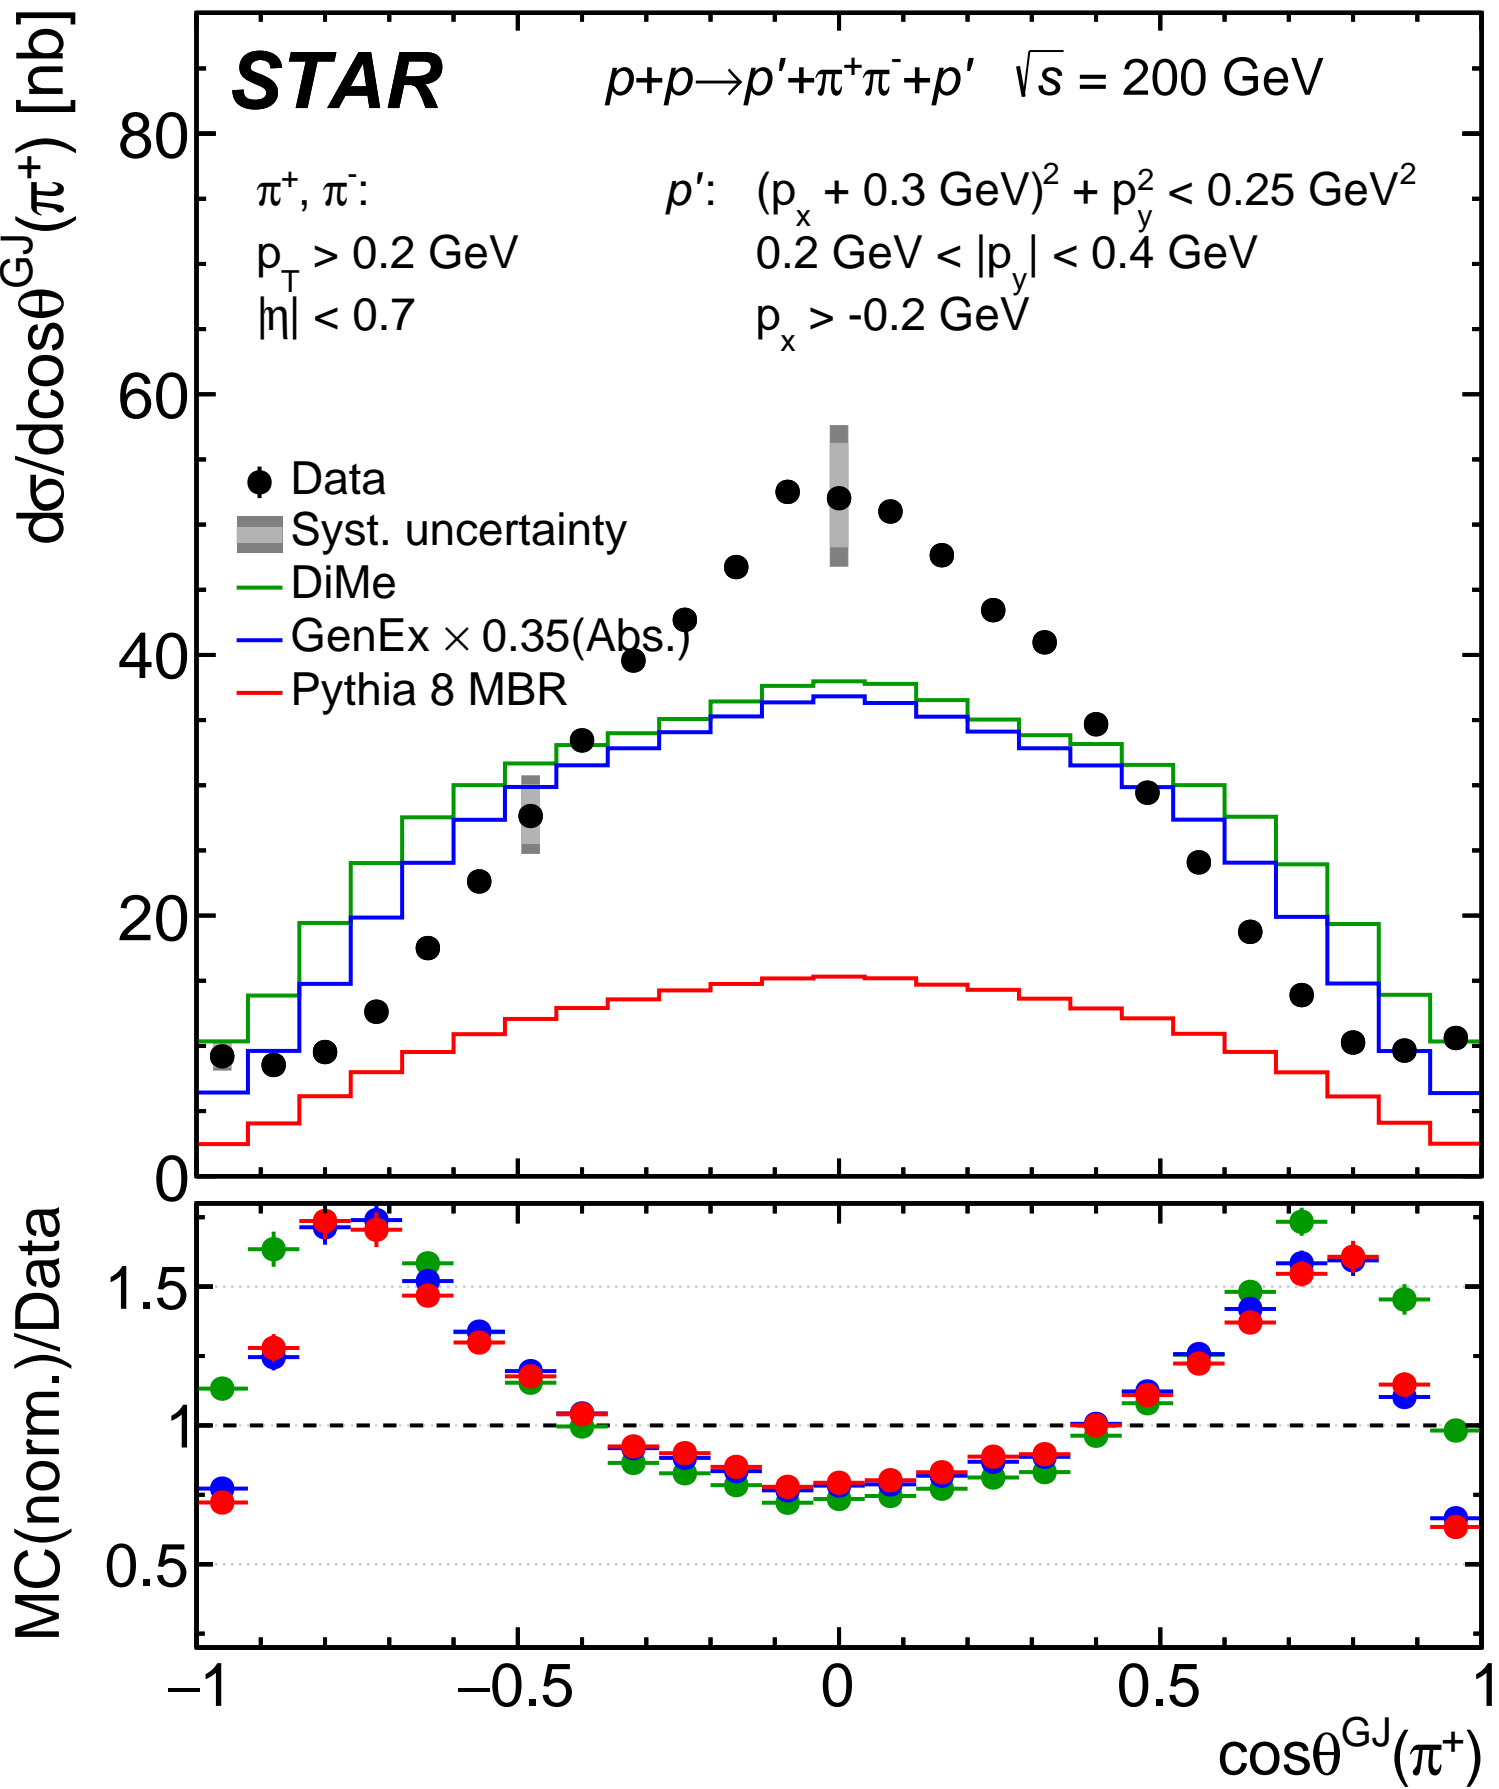 STAR p+p→p′+π⁺π⁻+p′ √s = 200 GeV
π⁺, π⁻: p′: (pₓ + 0.3 GeV)² + p_y² < 0.25 GeV²
p_T > 0.2 GeV 0.2 GeV < |p_y| < 0.4 GeV
|η| < 0.7 pₓ > -0.2 GeV
dσ/dcosθ^GJ(π⁺) [nb]
80
60
40
20
0
Data
Syst. uncertainty
DiMe
GenEx × 0.35(Abs.)
Pythia 8 MBR
MC(norm.)/Data
1.5
1
0.5
−1 −0.5 0 0.5 1
cosθ^GJ(π⁺)